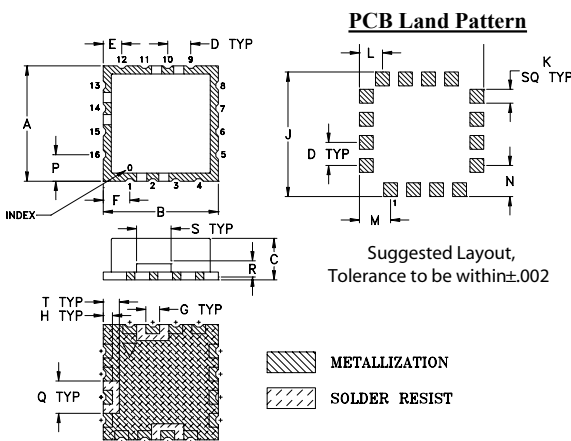 PCB Land Pattern
E
D TYP
12 11 10 9
13
14
15
16
8
7
6
5
A
P
0
1 2 3 4
F
INDEX
B
L
K
SQ TYP
J
D TYP
N
M
1
Suggested Layout,
Tolerance to be within±.002
S TYP
R
C
T TYP
H TYP
G TYP
Q TYP
METALLIZATION
SOLDER RESIST